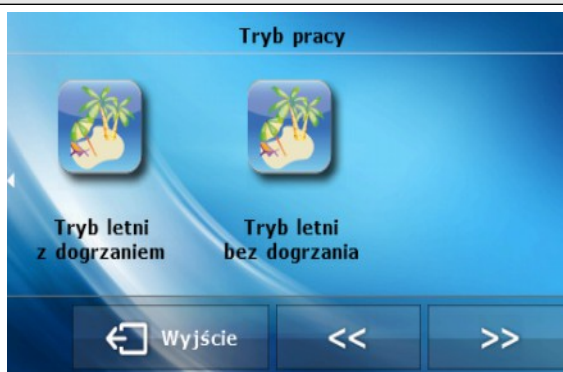 Tryb pracy
Tryb letni
z dogrzaniem
Tryb letni
bez dogrzania
Wyjście
<<
>>